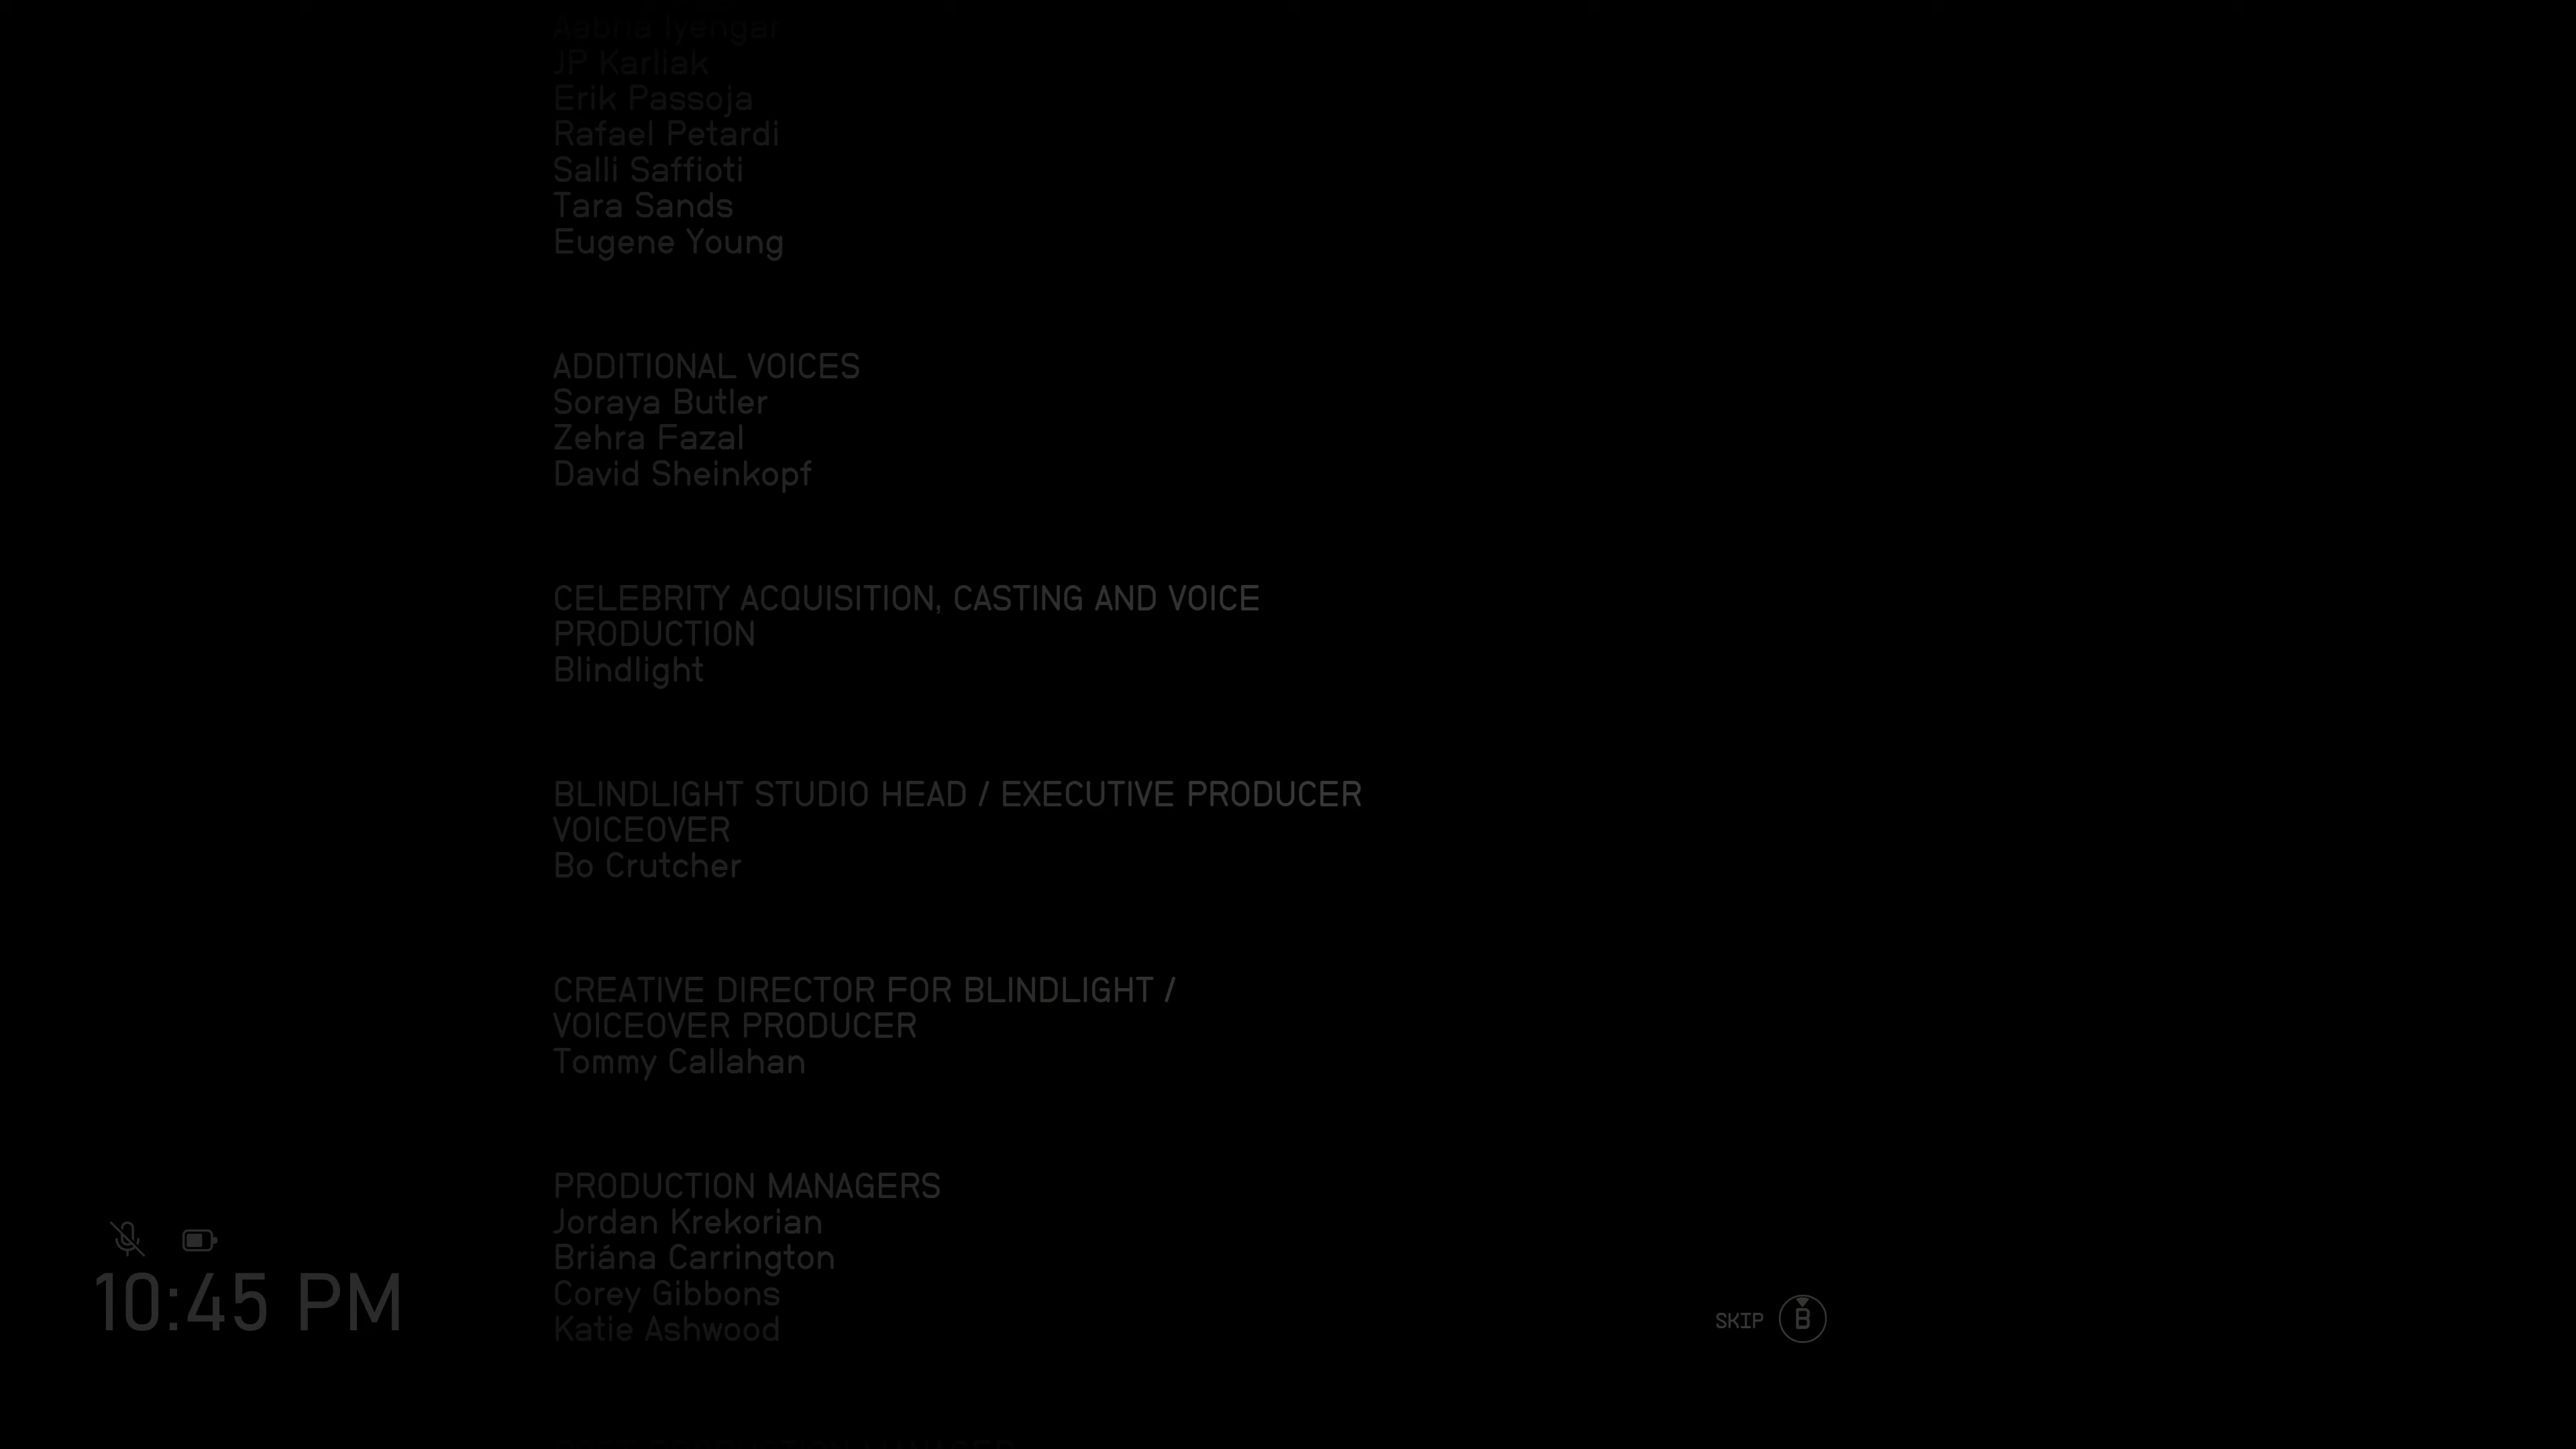 Aabria Iyengar
JP Karliak
Erik Passoja
Rafael Petardi
Salli Saffioti
Tara Sands
Eugene Young
ADDITIONAL VOICES
Soraya Butler
Zehra Fazal
David Sheinkopf
CELEBRITY ACQUISITION, CASTING AND VOICE
PRODUCTION
Blindlight
BLINDLIGHT STUDIO HEAD / EXECUTIVE PRODUCER
VOICEOVER
Bo Crutcher
CREATIVE DIRECTOR FOR BLINDLIGHT /
VOICEOVER PRODUCER
Tommy Callahan
PRODUCTION MANAGERS
Jordan Krekorian
Briána Carrington
Corey Gibbons
Katie Ashwood
10:45 PM
SKIP B